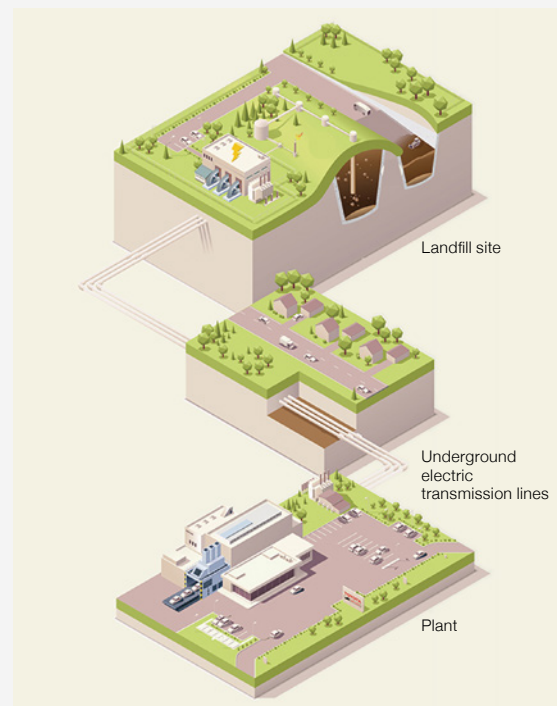 Landfill site
Underground
electric
transmission lines
Plant